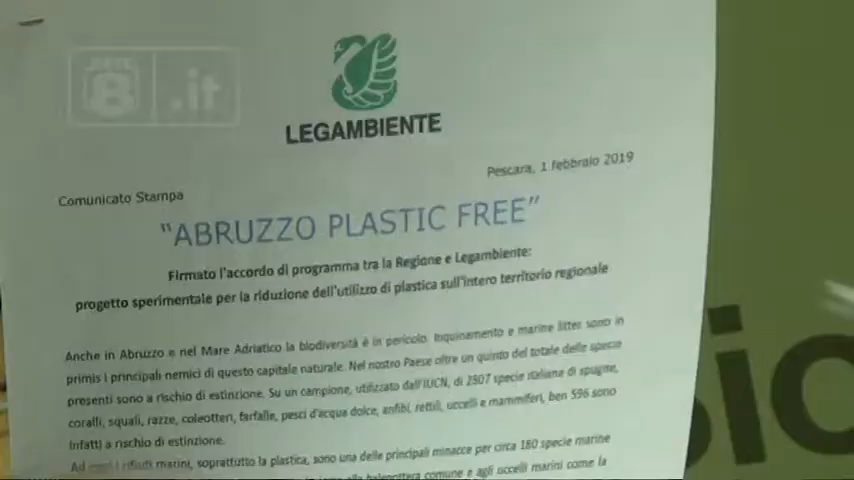 8
.it
LEGAMBIENTE
Pescara, 1 febbraio 2019
Comunicato Stampa
"ABRUZZO PLASTIC FREE"
Firmato l'accordo di programma tra la Regione e Legambiente:
progetto sperimentale per la riduzione dell'utilizzo di plastica sull'intero territorio regionale
Anche in Abruzzo e nel Mare Adriatico la biodiversità è in pericolo. Inquinamento e marine litter sono in
primis i principali nemici di questo capitale naturale. Nel nostro Paese oltre un quinto del totale delle specie
presenti sono a rischio di estinzione. Su un campione, utilizzato dall'IUCN, di 2807 specie italiane di spugne,
coralli, squali, razze, coleotteri, farfalle, pesci d'acqua dolce, anfibi, rettili, uccelli e mammiferi, ben 596 sono
infatti a rischio di estinzione.
Ad oggi i rifiuti marini, soprattutto la plastica, sono una delle principali minacce per circa 180 specie marine
alla balenottera comune e agli uccelli marini come la
io